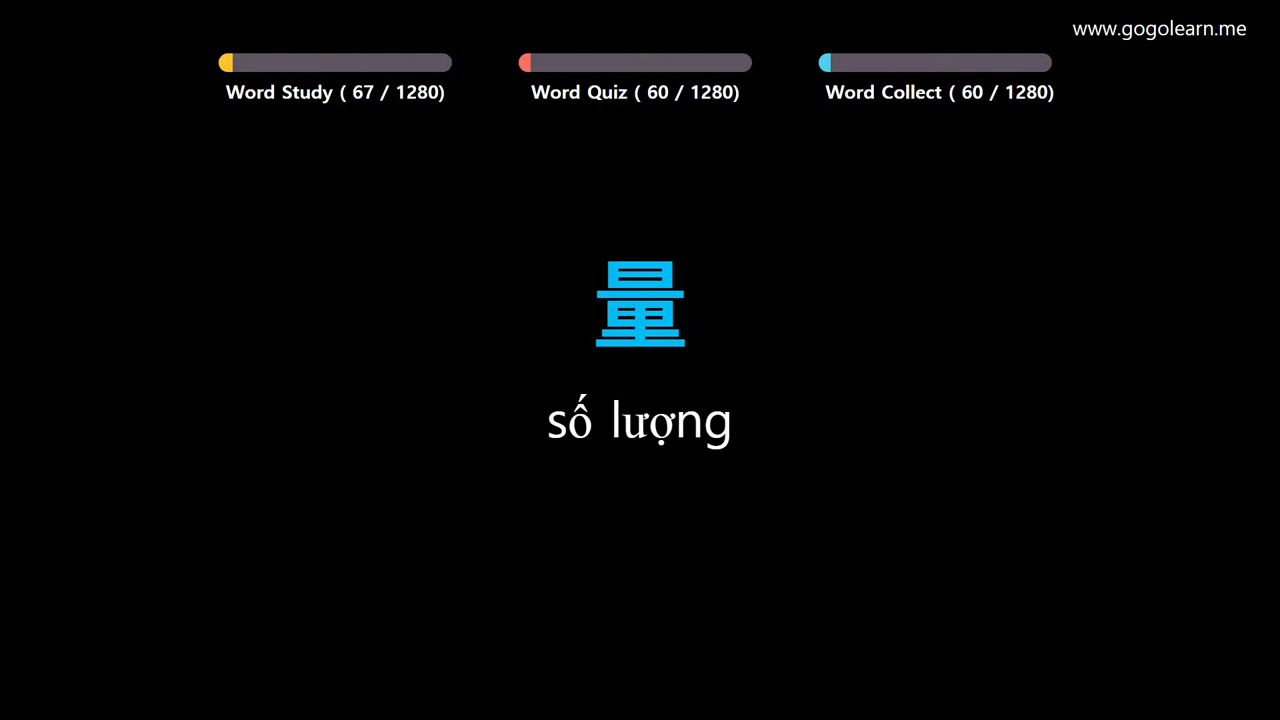 www.gogolearn.me
Word Study ( 67 / 1280)
Word Quiz ( 60 / 1280)
Word Collect ( 60 / 1280)
量
số lượng